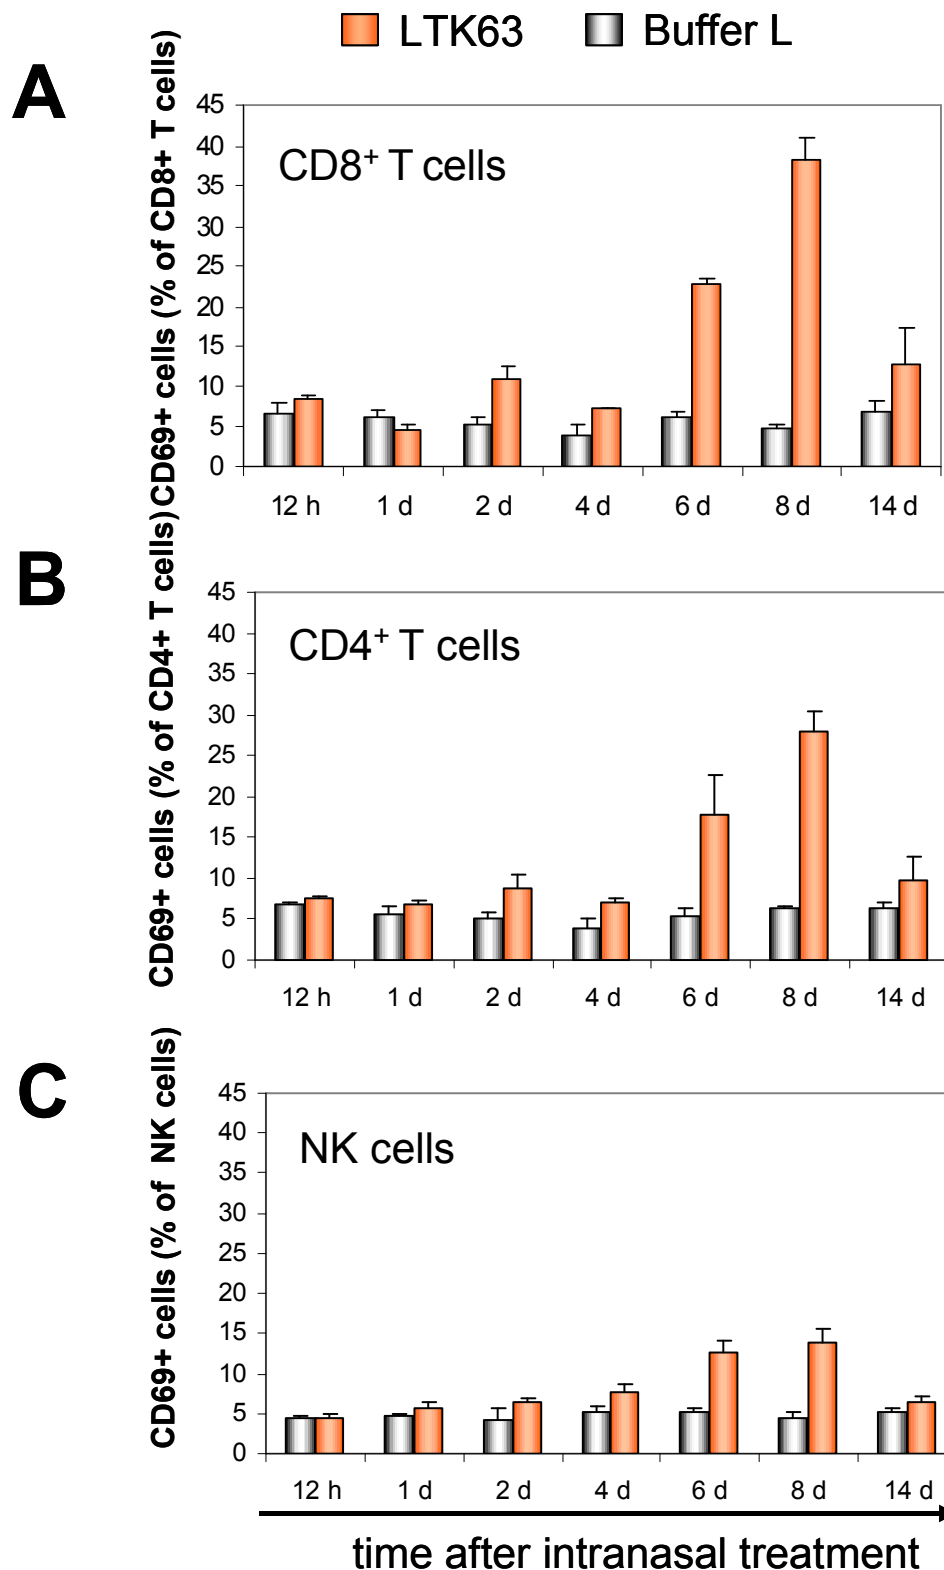 LTK63 Buffer L
A
CD69+ cells (% of CD8+ T cells)
CD8+ T cells
45
40
35
30
25
20
15
10
5
0
12 h 1 d 2 d 4 d 6 d 8 d 14 d
B
CD69+ cells (% of CD4+ T cells)
CD4+ T cells
45
40
35
30
25
20
15
10
5
0
12 h 1 d 2 d 4 d 6 d 8 d 14 d
C
CD69+ cells (% of NK cells)
NK cells
45
40
35
30
25
20
15
10
5
0
12 h 1 d 2 d 4 d 6 d 8 d 14 d
time after intranasal treatment